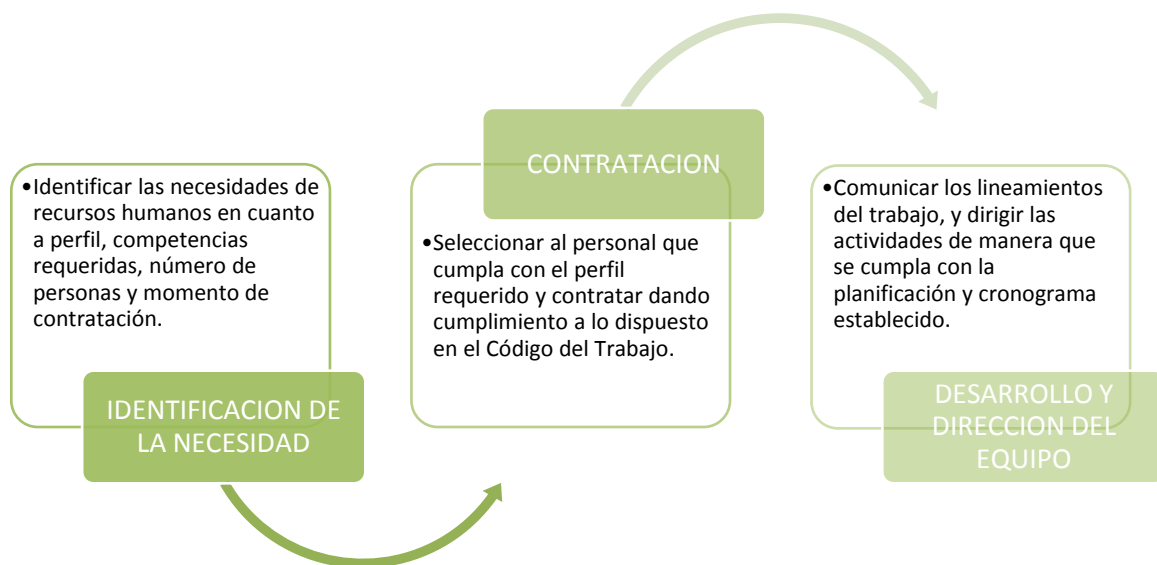 •Identificar las necesidades de
recursos humanos en cuanto
a perfil, competencias
requeridas, número de
personas y momento de
contratación.
IDENTIFICACION DE
LA NECESIDAD
CONTRATACION
•Seleccionar al personal que
cumpla con el perfil
requerido y contratar dando
cumplimiento a lo dispuesto
en el Código del Trabajo.
•Comunicar los lineamientos
del trabajo, y dirigir las
actividades de manera que
se cumpla con la
planificación y cronograma
establecido.
DESARROLLO Y
DIRECCION DEL
EQUIPO